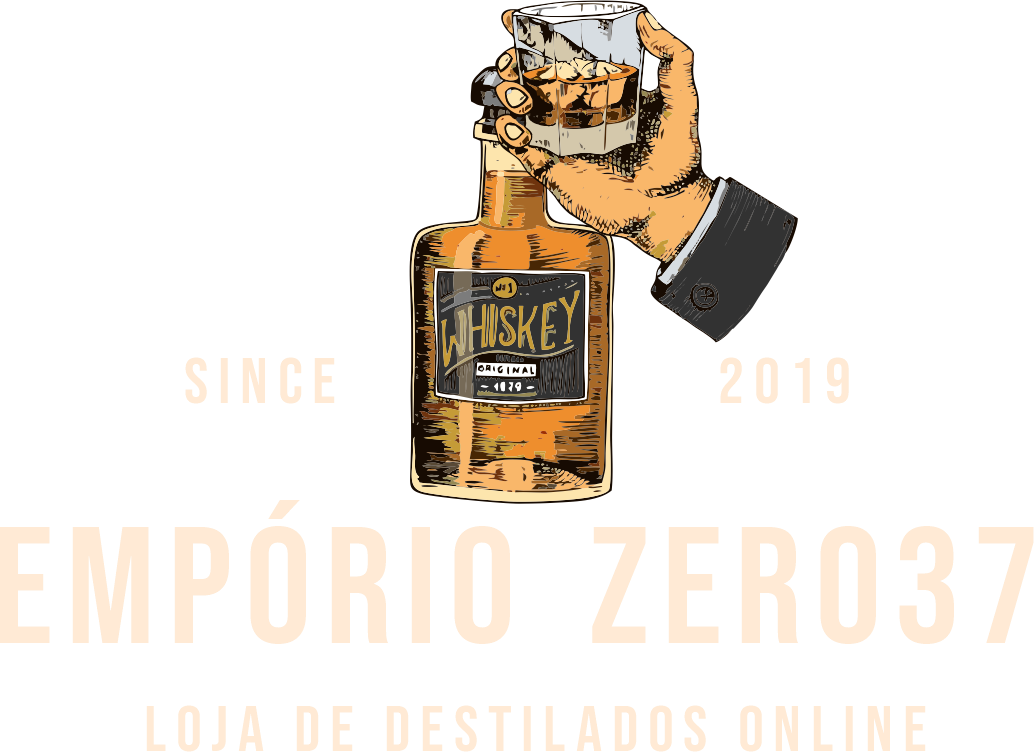 Nº1
WHISKEY
ORIGINAL
1879
SINCE 2019
EMPÓRIO ZERO37
LOJA DE DESTILADOS ONLINE